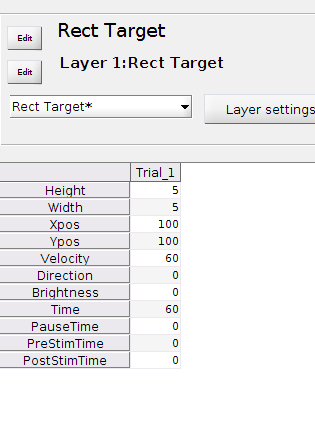 Edit Rect Target
Edit Layer 1:Rect Target
Rect Target* Layer settings
Trial_1
Height 5
Width 5
Xpos 100
Ypos 100
Velocity 60
Direction 0
Brightness 0
Time 60
PauseTime 0
PreStimTime 0
PostStimTime 0